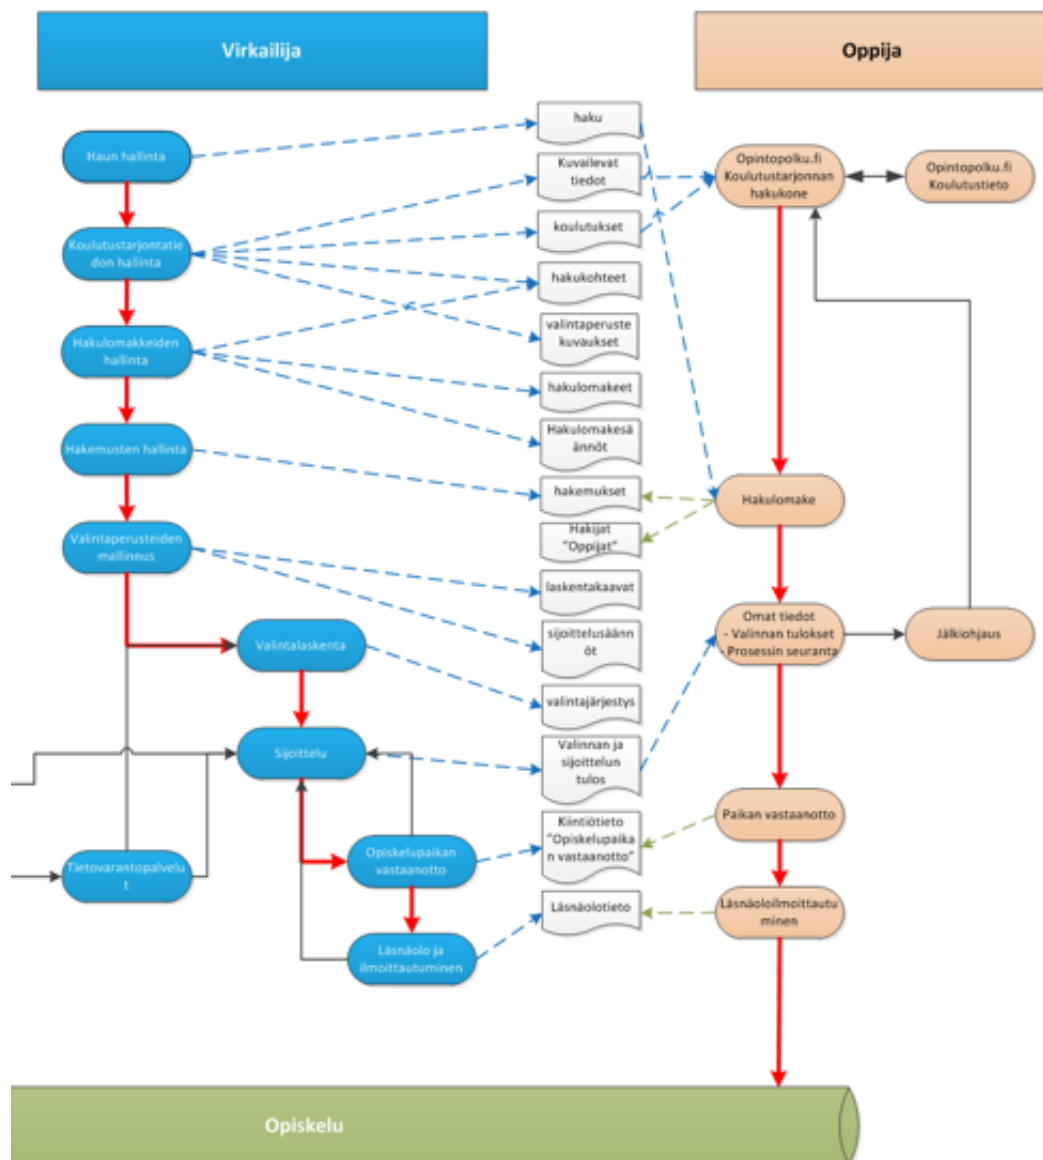 Virkailija
Oppija
Haun hallinta
Koulutustarjontatie
don hallinta
Hakulomakkeiden
hallinta
Hakemusten hallinta
Valintaperusteiden
mallinnus
Valintalaskenta
Sijoittelu
Tietovarantopalvelu
t
Opiskelupaikan
vastaanotto
Läsnäolo ja
ilmoittautuminen
haku
Kuvailevat
tiedot
koulutukset
hakukohteet
valintaperuste
kuvaukset
hakulomakeet
Hakulomakesä
ännöt
hakemukset
Hakijat
"Oppijat"
laskentakaavat
sijoittelusäänn
öt
valintajärjestys
Valinnan ja
sijoittelun
tulos
Kiintiötieto
"Opiskelupaika
n vastaanotto"
Läsnäolotieto
Opintopolku.fi
Koulutustarjonnan
hakukone
Opintopolku.fi
Koulutustieto
Hakulomake
Omat tiedot
- Valinnan tulokset
- Prosessin seuranta
Jälkiohjaus
Paikan vastaanotto
Läsnäoloilmoittautu
minen
Opiskelu